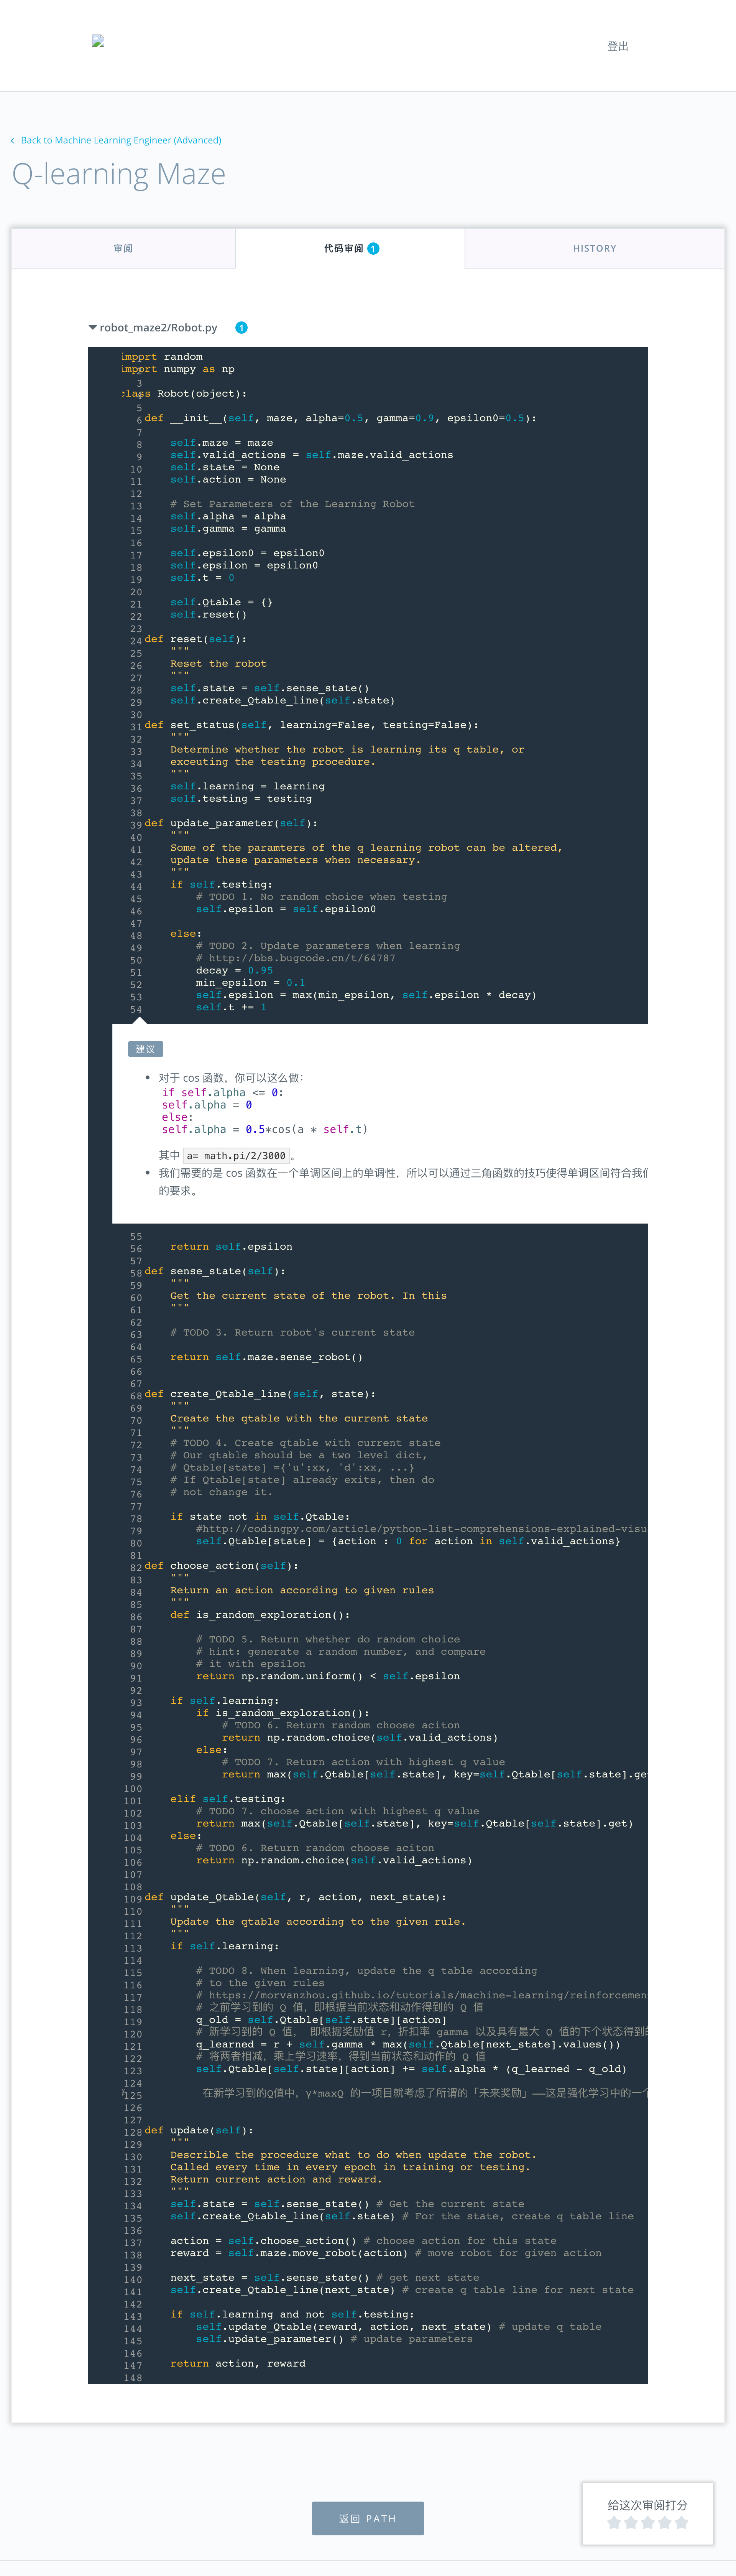 登出
Back to Machine Learning Engineer (Advanced)
Q-learning Maze
审阅
代码审阅 1
HISTORY
robot_maze2/Robot.py 1
import random
import numpy as np
3
class Robot(object):
5
6 def __init__(self, maze, alpha=0.5, gamma=0.9, epsilon0=0.5):
7
8 self.maze = maze
9 self.valid_actions = self.maze.valid_actions
10 self.state = None
11 self.action = None
12
13 # Set Parameters of the Learning Robot
14 self.alpha = alpha
15 self.gamma = gamma
16
17 self.epsilon0 = epsilon0
18 self.epsilon = epsilon0
19 self.t = 0
20
21 self.Qtable = {}
22 self.reset()
23
24 def reset(self):
25 """
26 Reset the robot
27 """
28 self.state = self.sense_state()
29 self.create_Qtable_line(self.state)
30
31 def set_status(self, learning=False, testing=False):
32 """
33 Determine whether the robot is learning its q table, or
34 exceuting the testing procedure.
35 """
36 self.learning = learning
37 self.testing = testing
38
39 def update_parameter(self):
40 """
41 Some of the paramters of the q learning robot can be altered,
42 update these parameters when necessary.
43 """
44 if self.testing:
45 # TODO 1. No random choice when testing
46 self.epsilon = self.epsilon0
47
48 else:
49 # TODO 2. Update parameters when learning
50 # http://bbs.bugcode.cn/t/64787
51 decay = 0.95
52 min_epsilon = 0.1
53 self.epsilon = max(min_epsilon, self.epsilon * decay)
54 self.t += 1
建议
对于 cos 函数，你可以这么做：
if self.alpha <= 0:
self.alpha = 0
else:
self.alpha = 0.5*cos(a * self.t)
其中 a= math.pi/2/3000 。
我们需要的是 cos 函数在一个单调区间上的单调性，所以可以通过三角函数的技巧使得单调区间符合我们
的要求。
55
56 return self.epsilon
57
58 def sense_state(self):
59 """
60 Get the current state of the robot. In this
61 """
62
63 # TODO 3. Return robot's current state
64
65 return self.maze.sense_robot()
66
67
68 def create_Qtable_line(self, state):
69 """
70 Create the qtable with the current state
71 """
72 # TODO 4. Create qtable with current state
73 # Our qtable should be a two level dict,
74 # Qtable[state] ={'u':xx, 'd':xx, ...}
75 # If Qtable[state] already exits, then do
76 # not change it.
77
78 if state not in self.Qtable:
79 #http://codingpy.com/article/python-list-comprehensions-explained-visu
80 self.Qtable[state] = {action : 0 for action in self.valid_actions}
81
82 def choose_action(self):
83 """
84 Return an action according to given rules
85 """
86 def is_random_exploration():
87
88 # TODO 5. Return whether do random choice
89 # hint: generate a random number, and compare
90 # it with epsilon
91 return np.random.uniform() < self.epsilon
92
93 if self.learning:
94 if is_random_exploration():
95 # TODO 6. Return random choose aciton
96 return np.random.choice(self.valid_actions)
97 else:
98 # TODO 7. Return action with highest q value
99 return max(self.Qtable[self.state], key=self.Qtable[self.state].ge
100
101 elif self.testing:
102 # TODO 7. choose action with highest q value
103 return max(self.Qtable[self.state], key=self.Qtable[self.state].get)
104 else:
105 # TODO 6. Return random choose aciton
106 return np.random.choice(self.valid_actions)
107
108
109 def update_Qtable(self, r, action, next_state):
110 """
111 Update the qtable according to the given rule.
112 """
113 if self.learning:
114
115 # TODO 8. When learning, update the q table according
116 # to the given rules
117 # https://morvanzhou.github.io/tutorials/machine-learning/reinforcemen
118 # 之前学习到的 Q 值，即根据当前状态和动作得到的 Q 值
119 q_old = self.Qtable[self.state][action]
120 # 新学习到的 Q 值， 即根据奖励值 r，折扣率 gamma 以及具有最大 Q 值的下个状态得到的
121 q_learned = r + self.gamma * max(self.Qtable[next_state].values())
122 # 将两者相减，乘上学习速率，得到当前状态和动作的 Q 值
123 self.Qtable[self.state][action] += self.alpha * (q_learned - q_old)
124
125 在新学习到的Q值中，γ*maxQ 的一项目就考虑了所谓的「未来奖励」——这是强化学习中的一个
126
127
128 def update(self):
129 """
130 Describle the procedure what to do when update the robot.
131 Called every time in every epoch in training or testing.
132 Return current action and reward.
133 """
134 self.state = self.sense_state() # Get the current state
135 self.create_Qtable_line(self.state) # For the state, create q table line
136
137 action = self.choose_action() # choose action for this state
138 reward = self.maze.move_robot(action) # move robot for given action
139
140 next_state = self.sense_state() # get next state
141 self.create_Qtable_line(next_state) # create q table line for next state
142
143 if self.learning and not self.testing:
144 self.update_Qtable(reward, action, next_state) # update q table
145 self.update_parameter() # update parameters
146
147 return action, reward
148
给这次审阅打分
返回 PATH